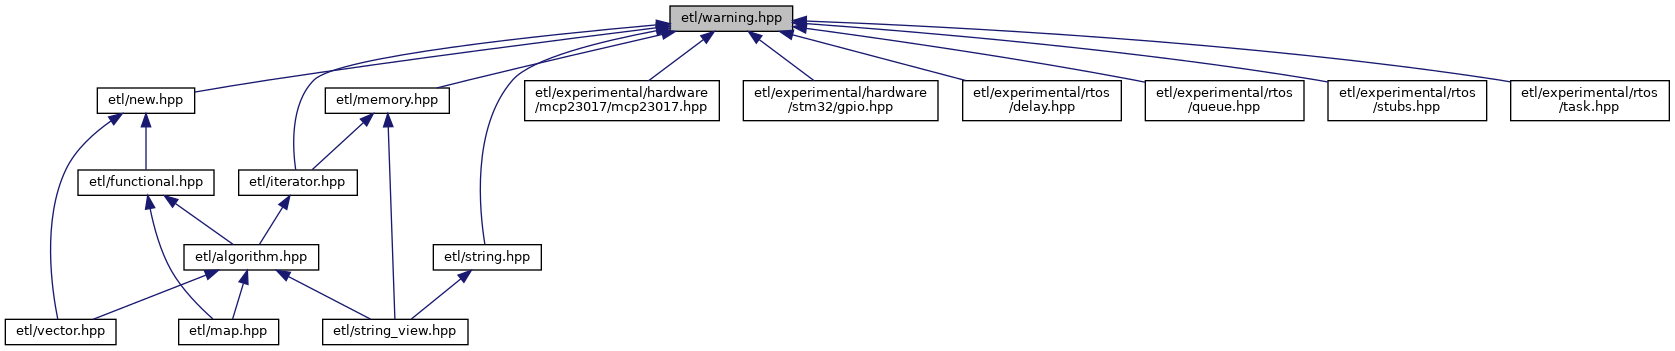 etl/warning.hpp
etl/new.hpp
etl/memory.hpp
etl/experimental/hardware
/mcp23017/mcp23017.hpp
etl/experimental/hardware
/stm32/gpio.hpp
etl/experimental/rtos
/delay.hpp
etl/experimental/rtos
/queue.hpp
etl/experimental/rtos
/stubs.hpp
etl/experimental/rtos
/task.hpp
etl/functional.hpp
etl/iterator.hpp
etl/algorithm.hpp
etl/string.hpp
etl/vector.hpp
etl/map.hpp
etl/string_view.hpp